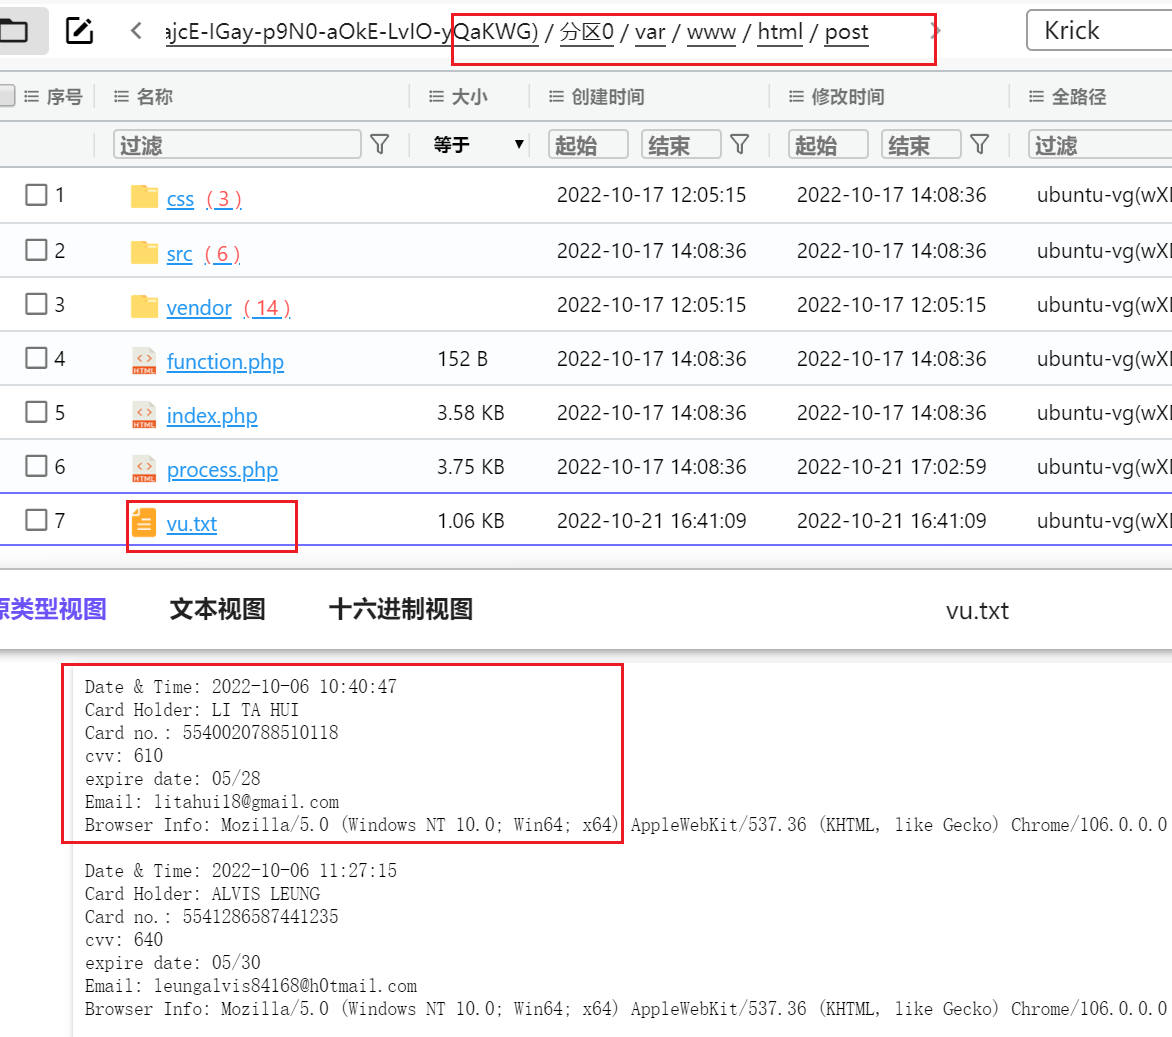 ajcE-IGay-p9N0-aOkE-LvIO-yQaKWG) / 分区0 / var / www / html / post
Krick
序号 名称 大小 创建时间 修改时间 全路径
过滤 等于 起始 结束 起始 结束 过滤
1 css ( 3 ) 2022-10-17 12:05:15 2022-10-17 14:08:36 ubuntu-vg(wX
2 src ( 6 ) 2022-10-17 14:08:36 2022-10-17 14:08:36 ubuntu-vg(wX
3 vendor ( 14 ) 2022-10-17 12:05:15 2022-10-17 12:05:15 ubuntu-vg(wX
4 function.php 152 B 2022-10-17 14:08:36 2022-10-17 14:08:36 ubuntu-vg(wX
5 index.php 3.58 KB 2022-10-17 14:08:36 2022-10-17 14:08:36 ubuntu-vg(wX
6 process.php 3.75 KB 2022-10-17 14:08:36 2022-10-21 17:02:59 ubuntu-vg(wX
7 vu.txt 1.06 KB 2022-10-21 16:41:09 2022-10-21 16:41:09 ubuntu-vg(wX
原类型视图 文本视图 十六进制视图 vu.txt
Date & Time: 2022-10-06 10:40:47
Card Holder: LI TA HUI
Card no.: 5540020788510118
cvv: 610
expire date: 05/28
Email: litahui18@gmail.com
Browser Info: Mozilla/5.0 (Windows NT 10.0; Win64; x64) AppleWebKit/537.36 (KHTML, like Gecko) Chrome/106.0.0.0
Date & Time: 2022-10-06 11:27:15
Card Holder: ALVIS LEUNG
Card no.: 5541286587441235
cvv: 640
expire date: 05/30
Email: leungalvis84168@h0tmail.com
Browser Info: Mozilla/5.0 (Windows NT 10.0; Win64; x64) AppleWebKit/537.36 (KHTML, like Gecko) Chrome/106.0.0.0